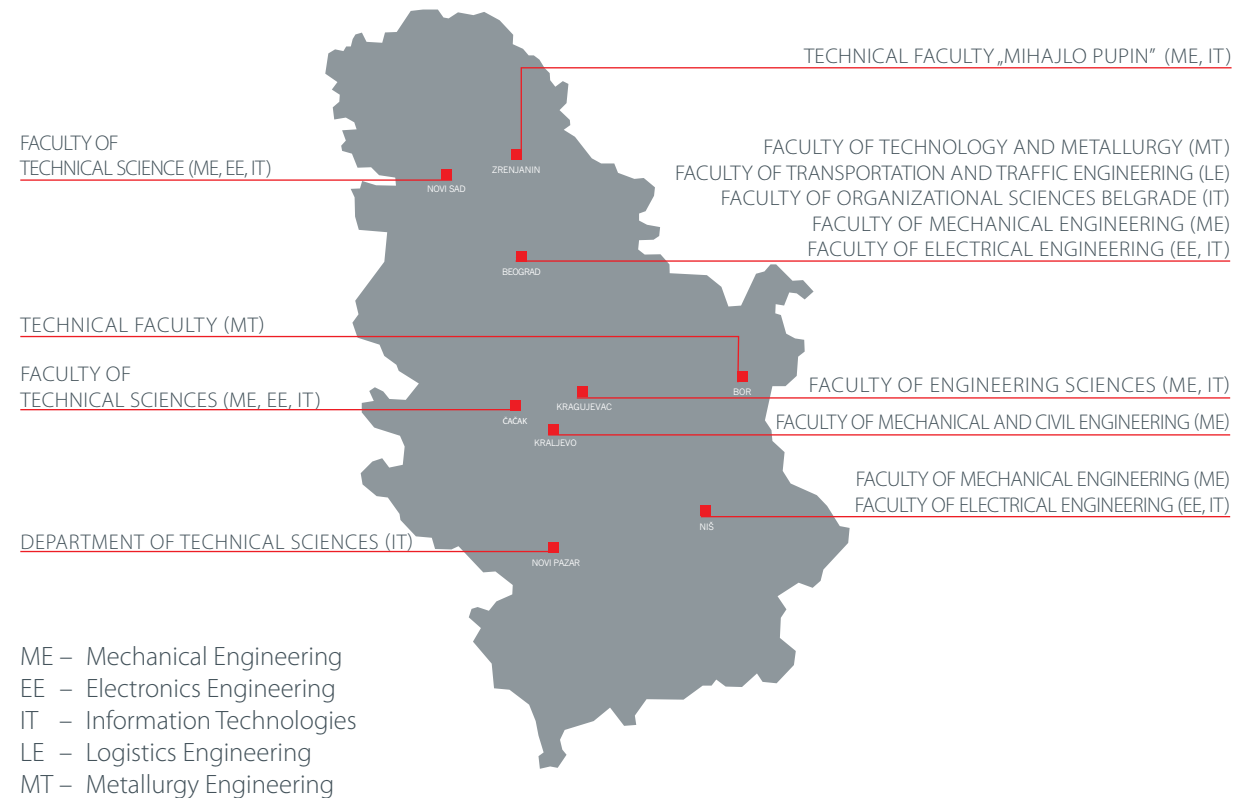 TECHNICAL FACULTY „MIHAJLO PUPIN” (ME, IT)
FACULTY OF
TECHNICAL SCIENCE (ME, EE, IT)
ZRENJANIN
NOVI SAD
FACULTY OF TECHNOLOGY AND METALLURGY (MT)
FACULTY OF TRANSPORTATION AND TRAFFIC ENGINEERING (LE)
FACULTY OF ORGANIZATIONAL SCIENCES BELGRADE (IT)
FACULTY OF MECHANICAL ENGINEERING (ME)
FACULTY OF ELECTRICAL ENGINEERING (EE, IT)
BEOGRAD
TECHNICAL FACULTY (MT)
FACULTY OF
TECHNICAL SCIENCES (ME, EE, IT)
BOR
FACULTY OF ENGINEERING SCIENCES (ME, IT)
KRAGUJEVAC
ČAČAK
FACULTY OF MECHANICAL AND CIVIL ENGINEERING (ME)
KRALJEVO
FACULTY OF MECHANICAL ENGINEERING (ME)
FACULTY OF ELECTRICAL ENGINEERING (EE, IT)
NIŠ
DEPARTMENT OF TECHNICAL SCIENCES (IT)
NOVI PAZAR
ME – Mechanical Engineering
EE – Electronics Engineering
IT – Information Technologies
LE – Logistics Engineering
MT – Metallurgy Engineering